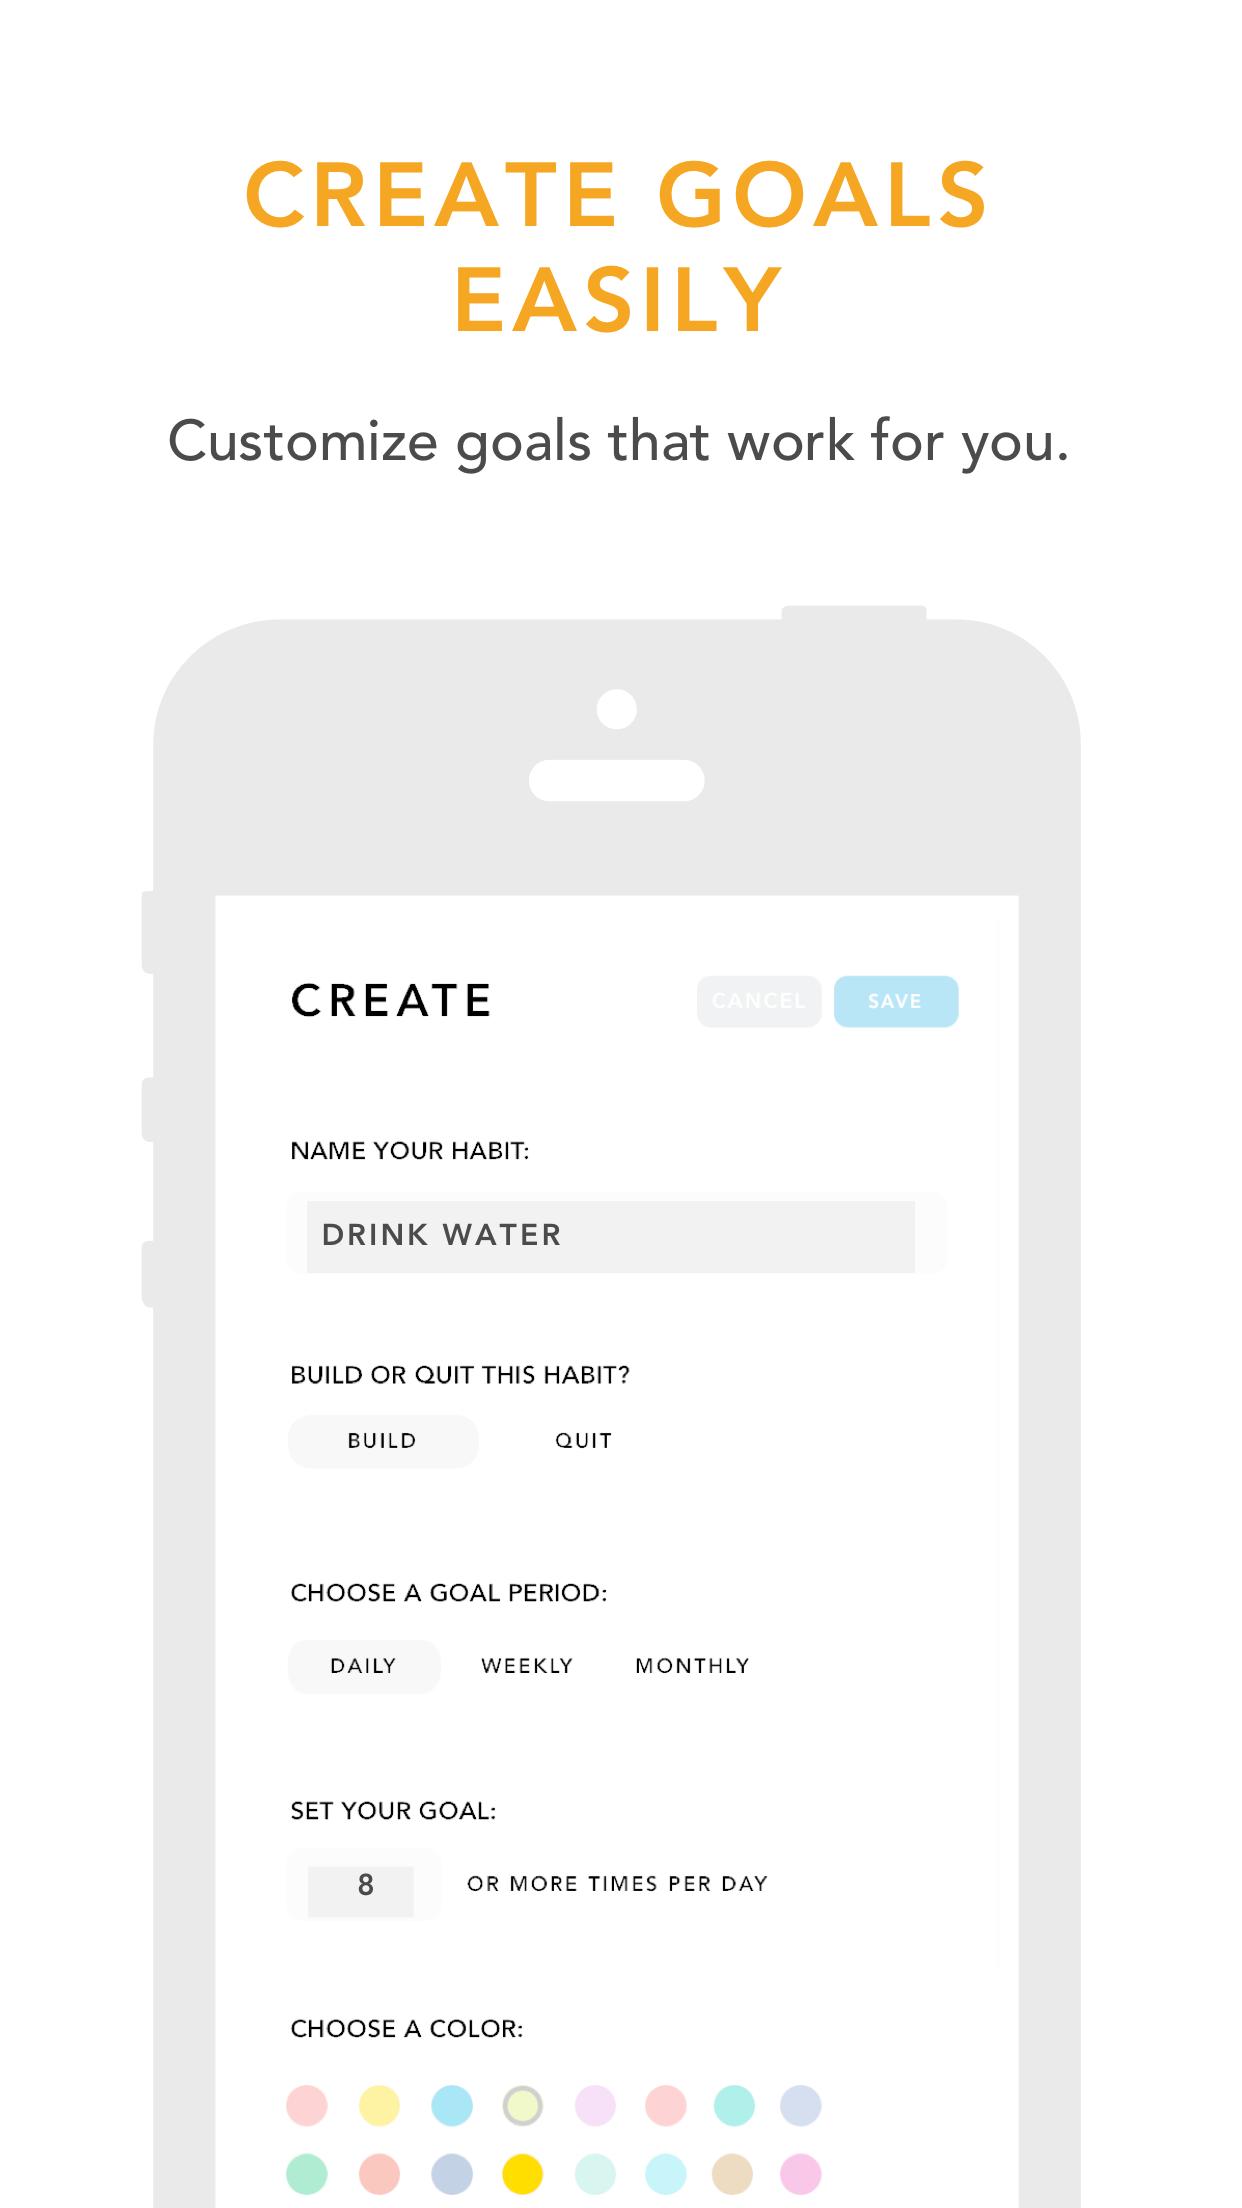 CREATE GOALS
EASILY
Customize goals that work for you.
CREATE
CANCEL
SAVE
NAME YOUR HABIT:
DRINK WATER
BUILD OR QUIT THIS HABIT?
BUILD
QUIT
CHOOSE A GOAL PERIOD:
DAILY
WEEKLY
MONTHLY
SET YOUR GOAL:
8
OR MORE TIMES PER DAY
CHOOSE A COLOR: